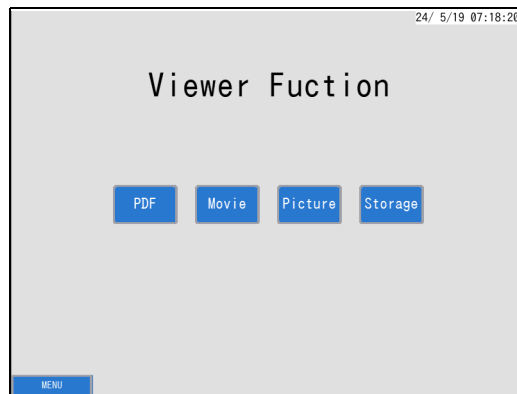 24/ 5/19 07:18:20
Viewer Fuction
PDF Movie Picture Storage
MENU